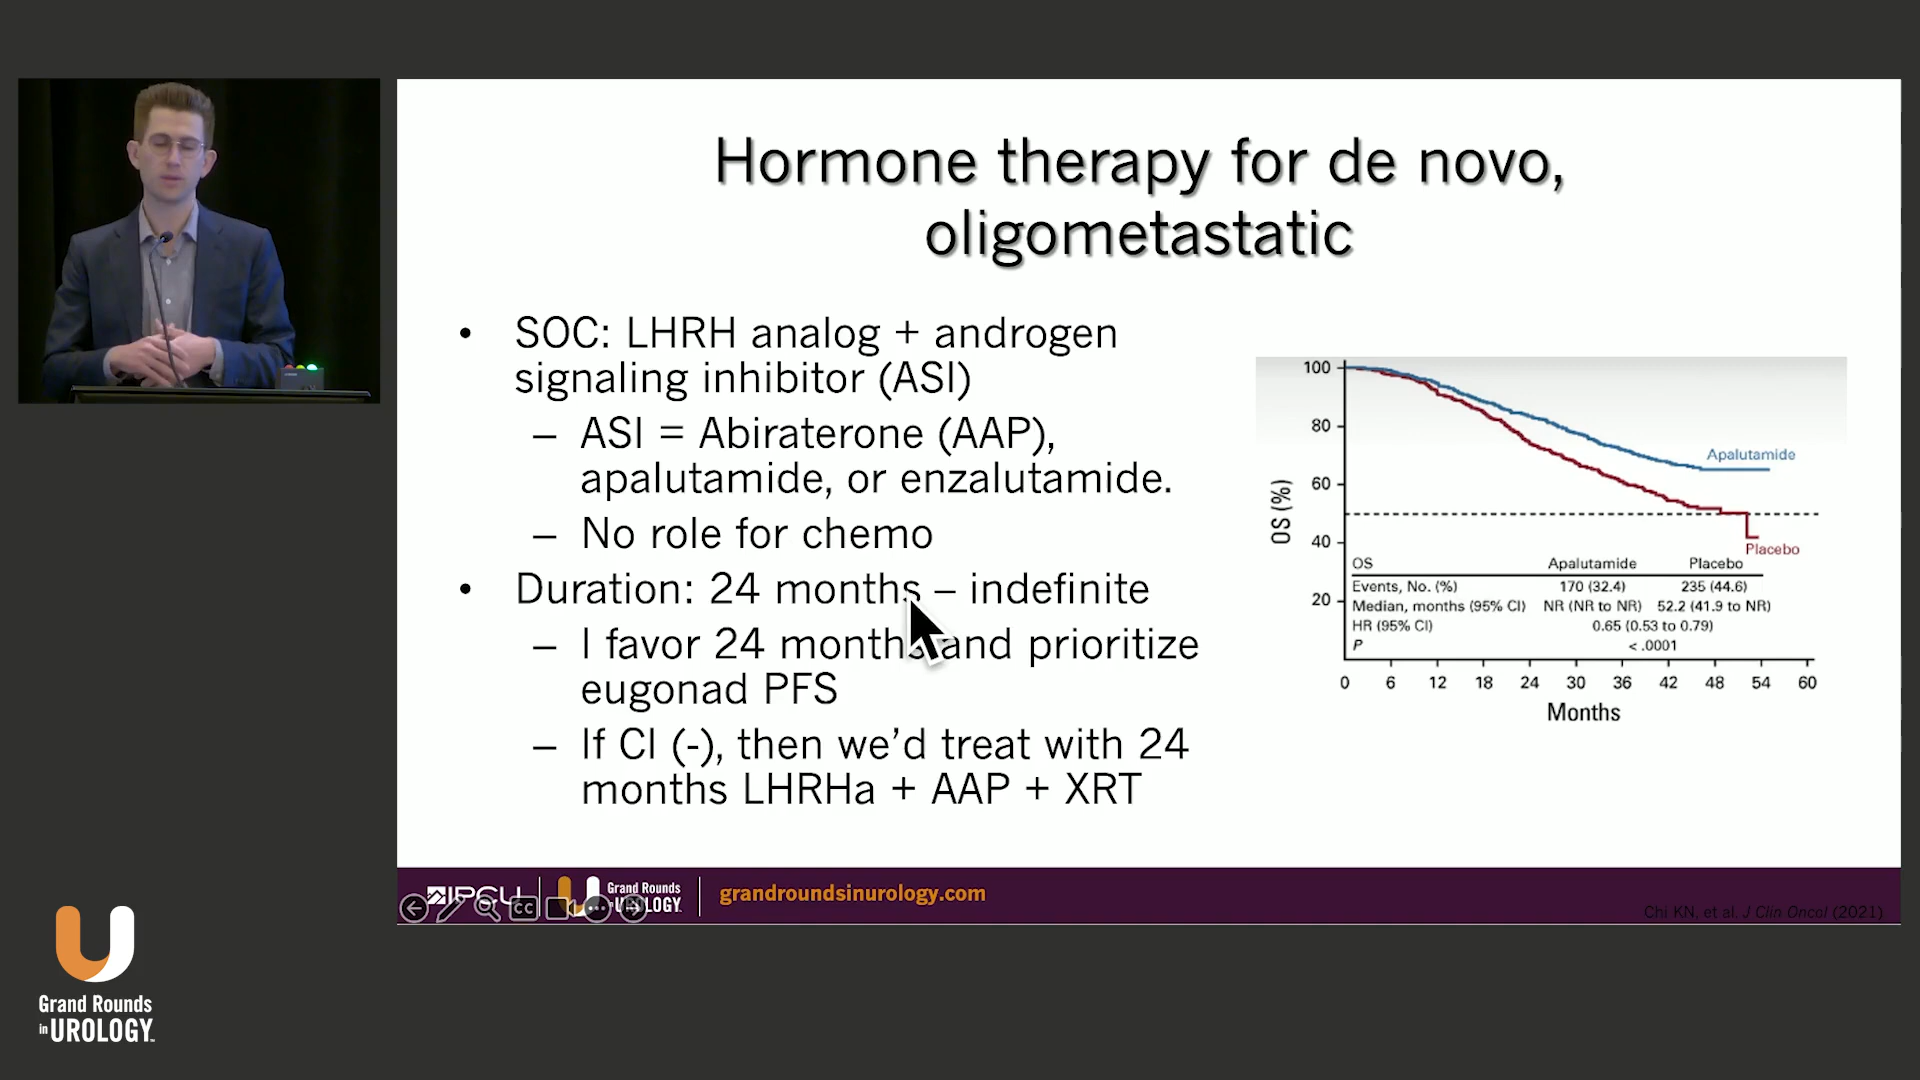 Hormone therapy for de novo,
oligometastatic
• SOC: LHRH analog + androgen
signaling inhibitor (ASI)
– ASI = Abiraterone (AAP),
apalutamide, or enzalutamide.
– No role for chemo
• Duration: 24 months – indefinite
– I favor 24 months and prioritize
eugonad PFS
– If CI (-), then we'd treat with 24
months LHRHa + AAP + XRT
100
80
60
40
20
OS (%)
Apalutamide
Placebo
OS Apalutamide Placebo
Events, No. (%) 170 (32.4) 235 (44.6)
Median, months (95% CI) NR (NR to NR) 52.2 (41.9 to NR)
HR (95% CI) 0.65 (0.53 to 0.79)
P < .0001
0 6 12 18 24 30 36 42 48 54 60
Months
IPCU
Grand Rounds
in UROLOGY
grandroundsinurology.com
CC
Chi KN, et al, J Clin Oncol (2021)
Grand Rounds
in UROLOGY™